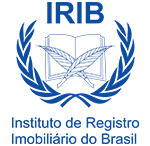 IRIB
Instituto de Registro
Imobiliário do Brasil